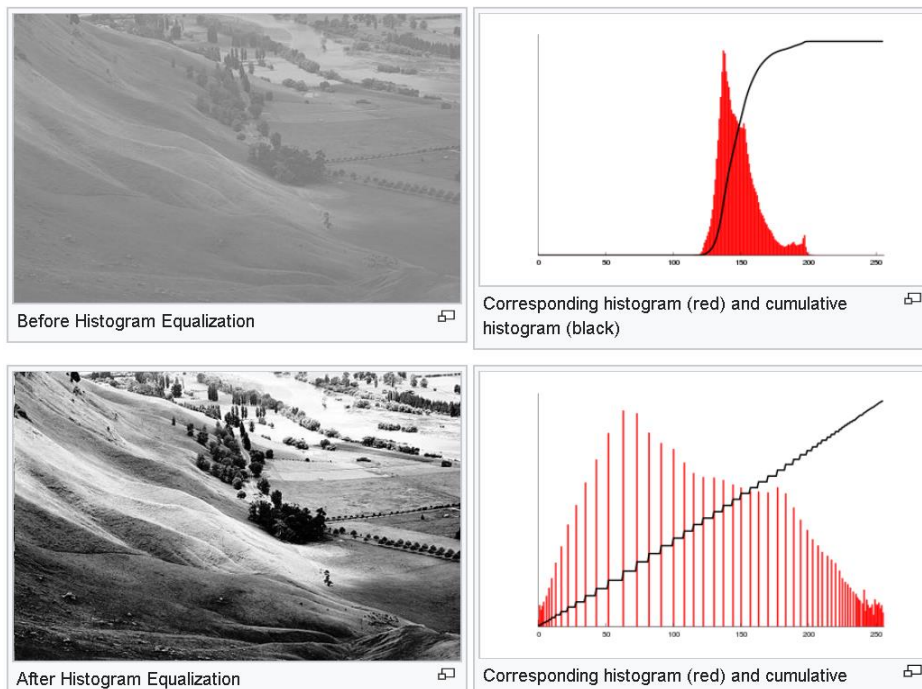 0 50 100 150 200 250
Before Histogram Equalization
Corresponding histogram (red) and cumulative
histogram (black)
0 50 100 150 200 250
After Histogram Equalization
Corresponding histogram (red) and cumulative